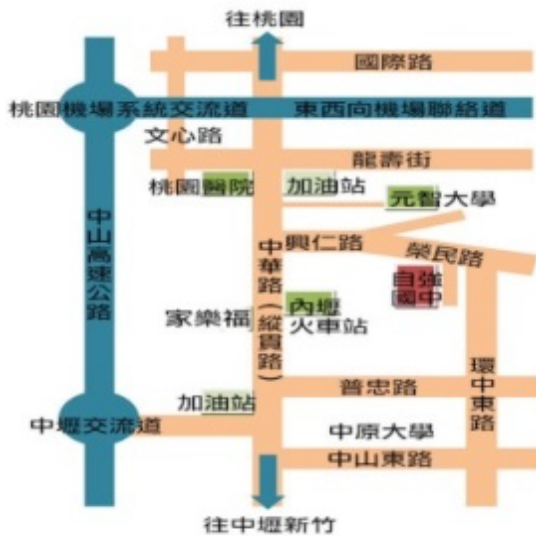 往桃園
國際路
桃園機場系統交流道
東西向機場聯絡道
文心路
龍壽街
桃園醫院
加油站
元智大學
中山高速公路
中華路(縱貫路)
興仁路
榮民路
自強
國中
家樂福
內壢
火車站
環中東路
普忠路
加油站
中壢交流道
中原大學
中山東路
往中壢新竹